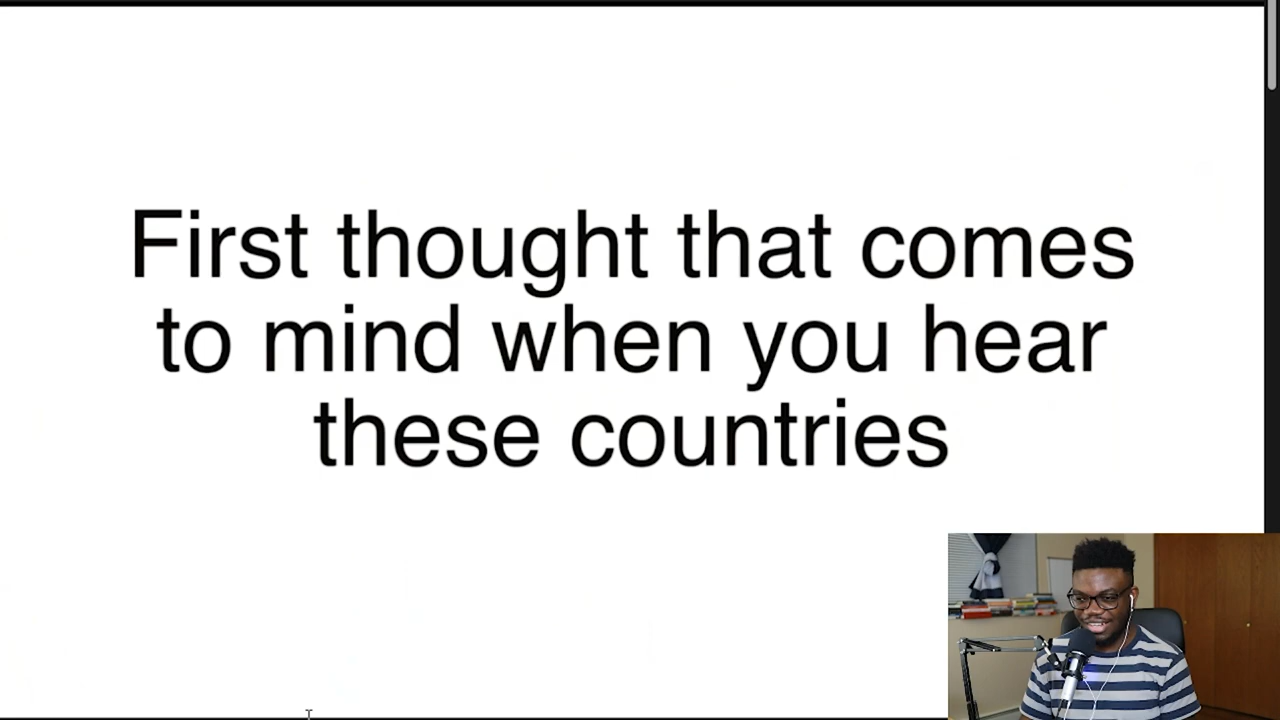 First thought that comes
to mind when you hear
these countries